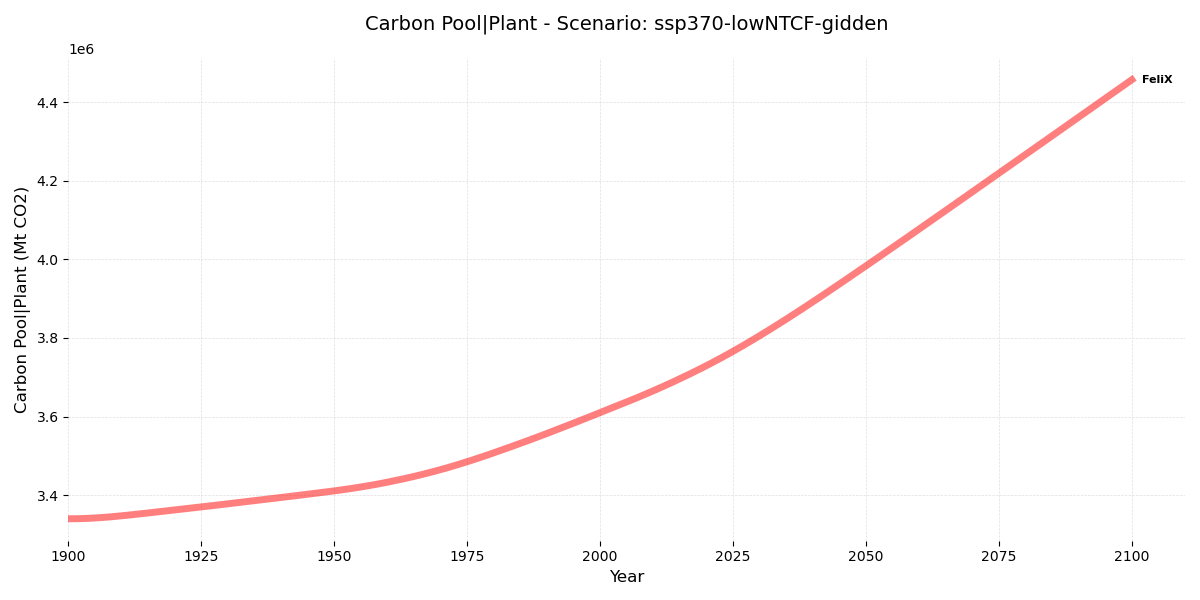 Carbon Pool|Plant - Scenario: ssp370-lowNTCF-gidden
1e6
FeliX
4.4
4.2
4.0
3.8
3.6
3.4
Carbon Pool|Plant (Mt CO2)
1900 1925 1950 1975 2000 2025 2050 2075 2100
Year